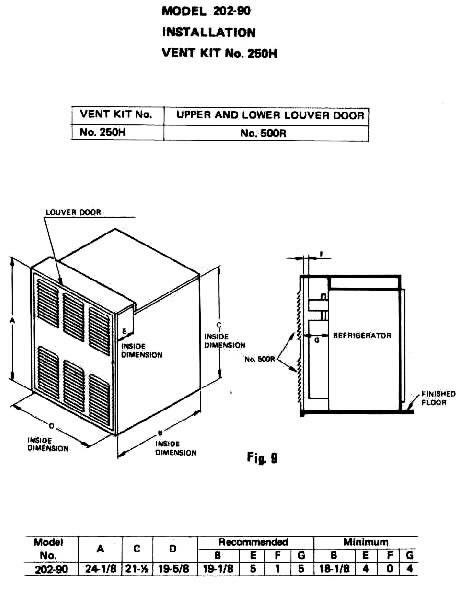 MODEL 202-90
INSTALLATION
VENT KIT No. 250H
VENT KIT No. UPPER AND LOWER LOUVER DOOR
No. 250H No. 500R
LOUVER DOOR
A
E
INSIDE
DIMENSION
C
INSIDE
DIMENSION
D
INSIDE
DIMENSION
B
INSIDE
DIMENSION
F
G
REFRIGERATOR
No. 500R
FINISHED
FLOOR
Fig. 9
Model No. A C D Recommended Minimum
B E F G B E F G
202-90 24-1/8 21-½ 19-5/8 19-1/8 5 1 5 18-1/8 4 0 4